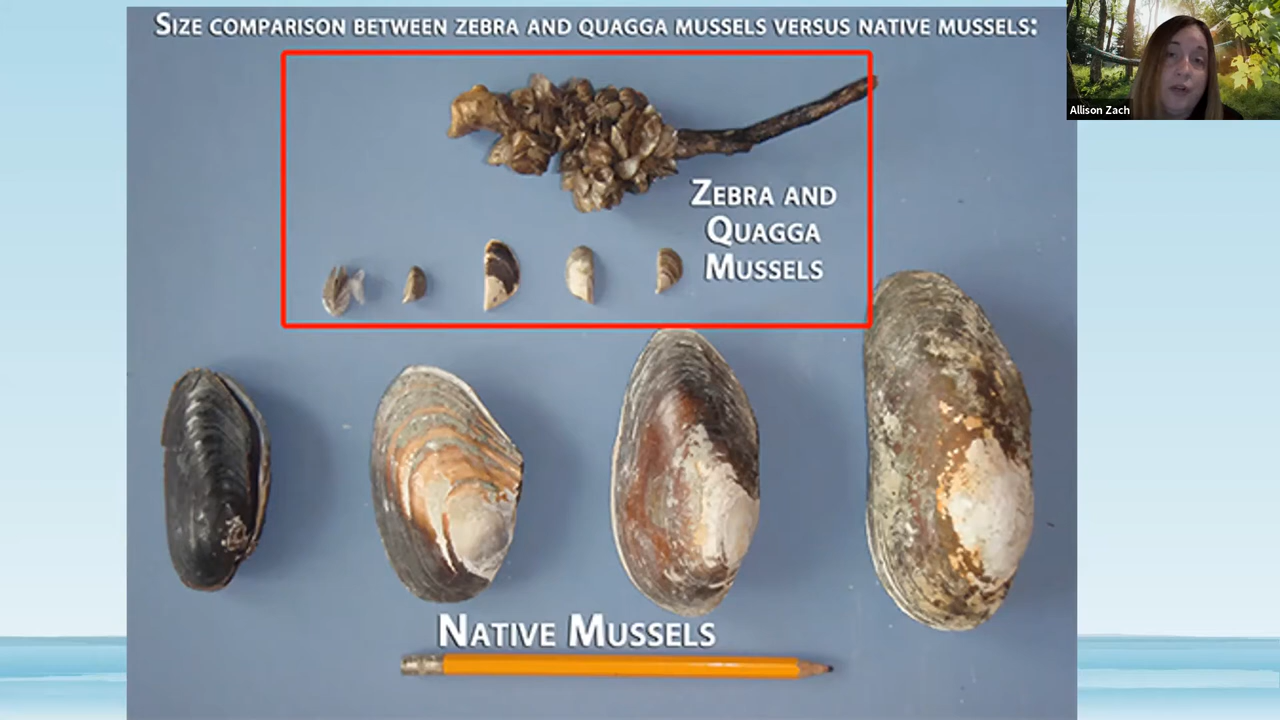 Size comparison between zebra and quagga mussels versus native mussels:
Allison Zach
Zebra and
Quagga
Mussels
Native Mussels